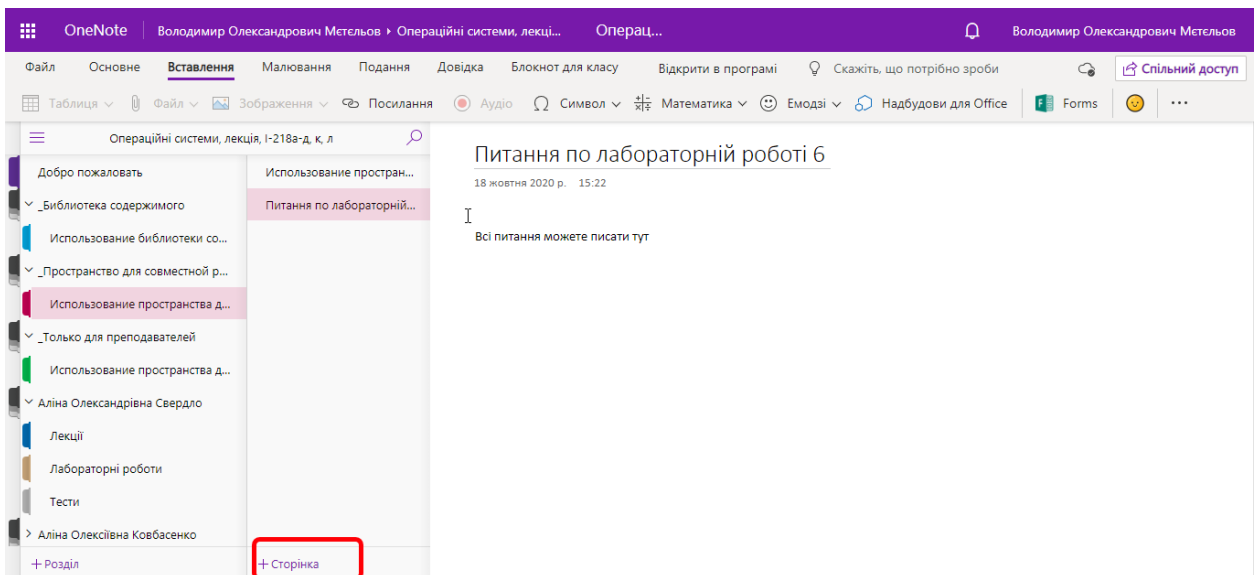 OneNote
Володимир Олександрович Мєтєльов › Операційні системи, лекці...
Операц...
Володимир Олександрович Мєтєльов
Файл Основне Вставлення Малювання Подання Довідка Блокнот для класу Відкрити в програмі Скажіть, що потрібно зроби Спільний доступ
Таблиця Файл Зображення Посилання Аудіо Символ Математика Емодзі Надбудови для Office Forms ...
Операційні системи, лекція, І-218а-д, к, л
Добро пожаловать
_Библиотека содержимого
Использование библиотеки со...
_Пространство для совместной р...
Использование пространства д...
_Только для преподавателей
Использование пространства д...
Аліна Олександрівна Свердло
Лекції
Лабораторні роботи
Тести
Аліна Олексіївна Ковбасенко
+ Розділ
Использование простран...
Питання по лабораторній...
+ Сторінка
Питання по лабораторній роботі 6
18 жовтня 2020 р. 15:22
Всі питання можете писати тут